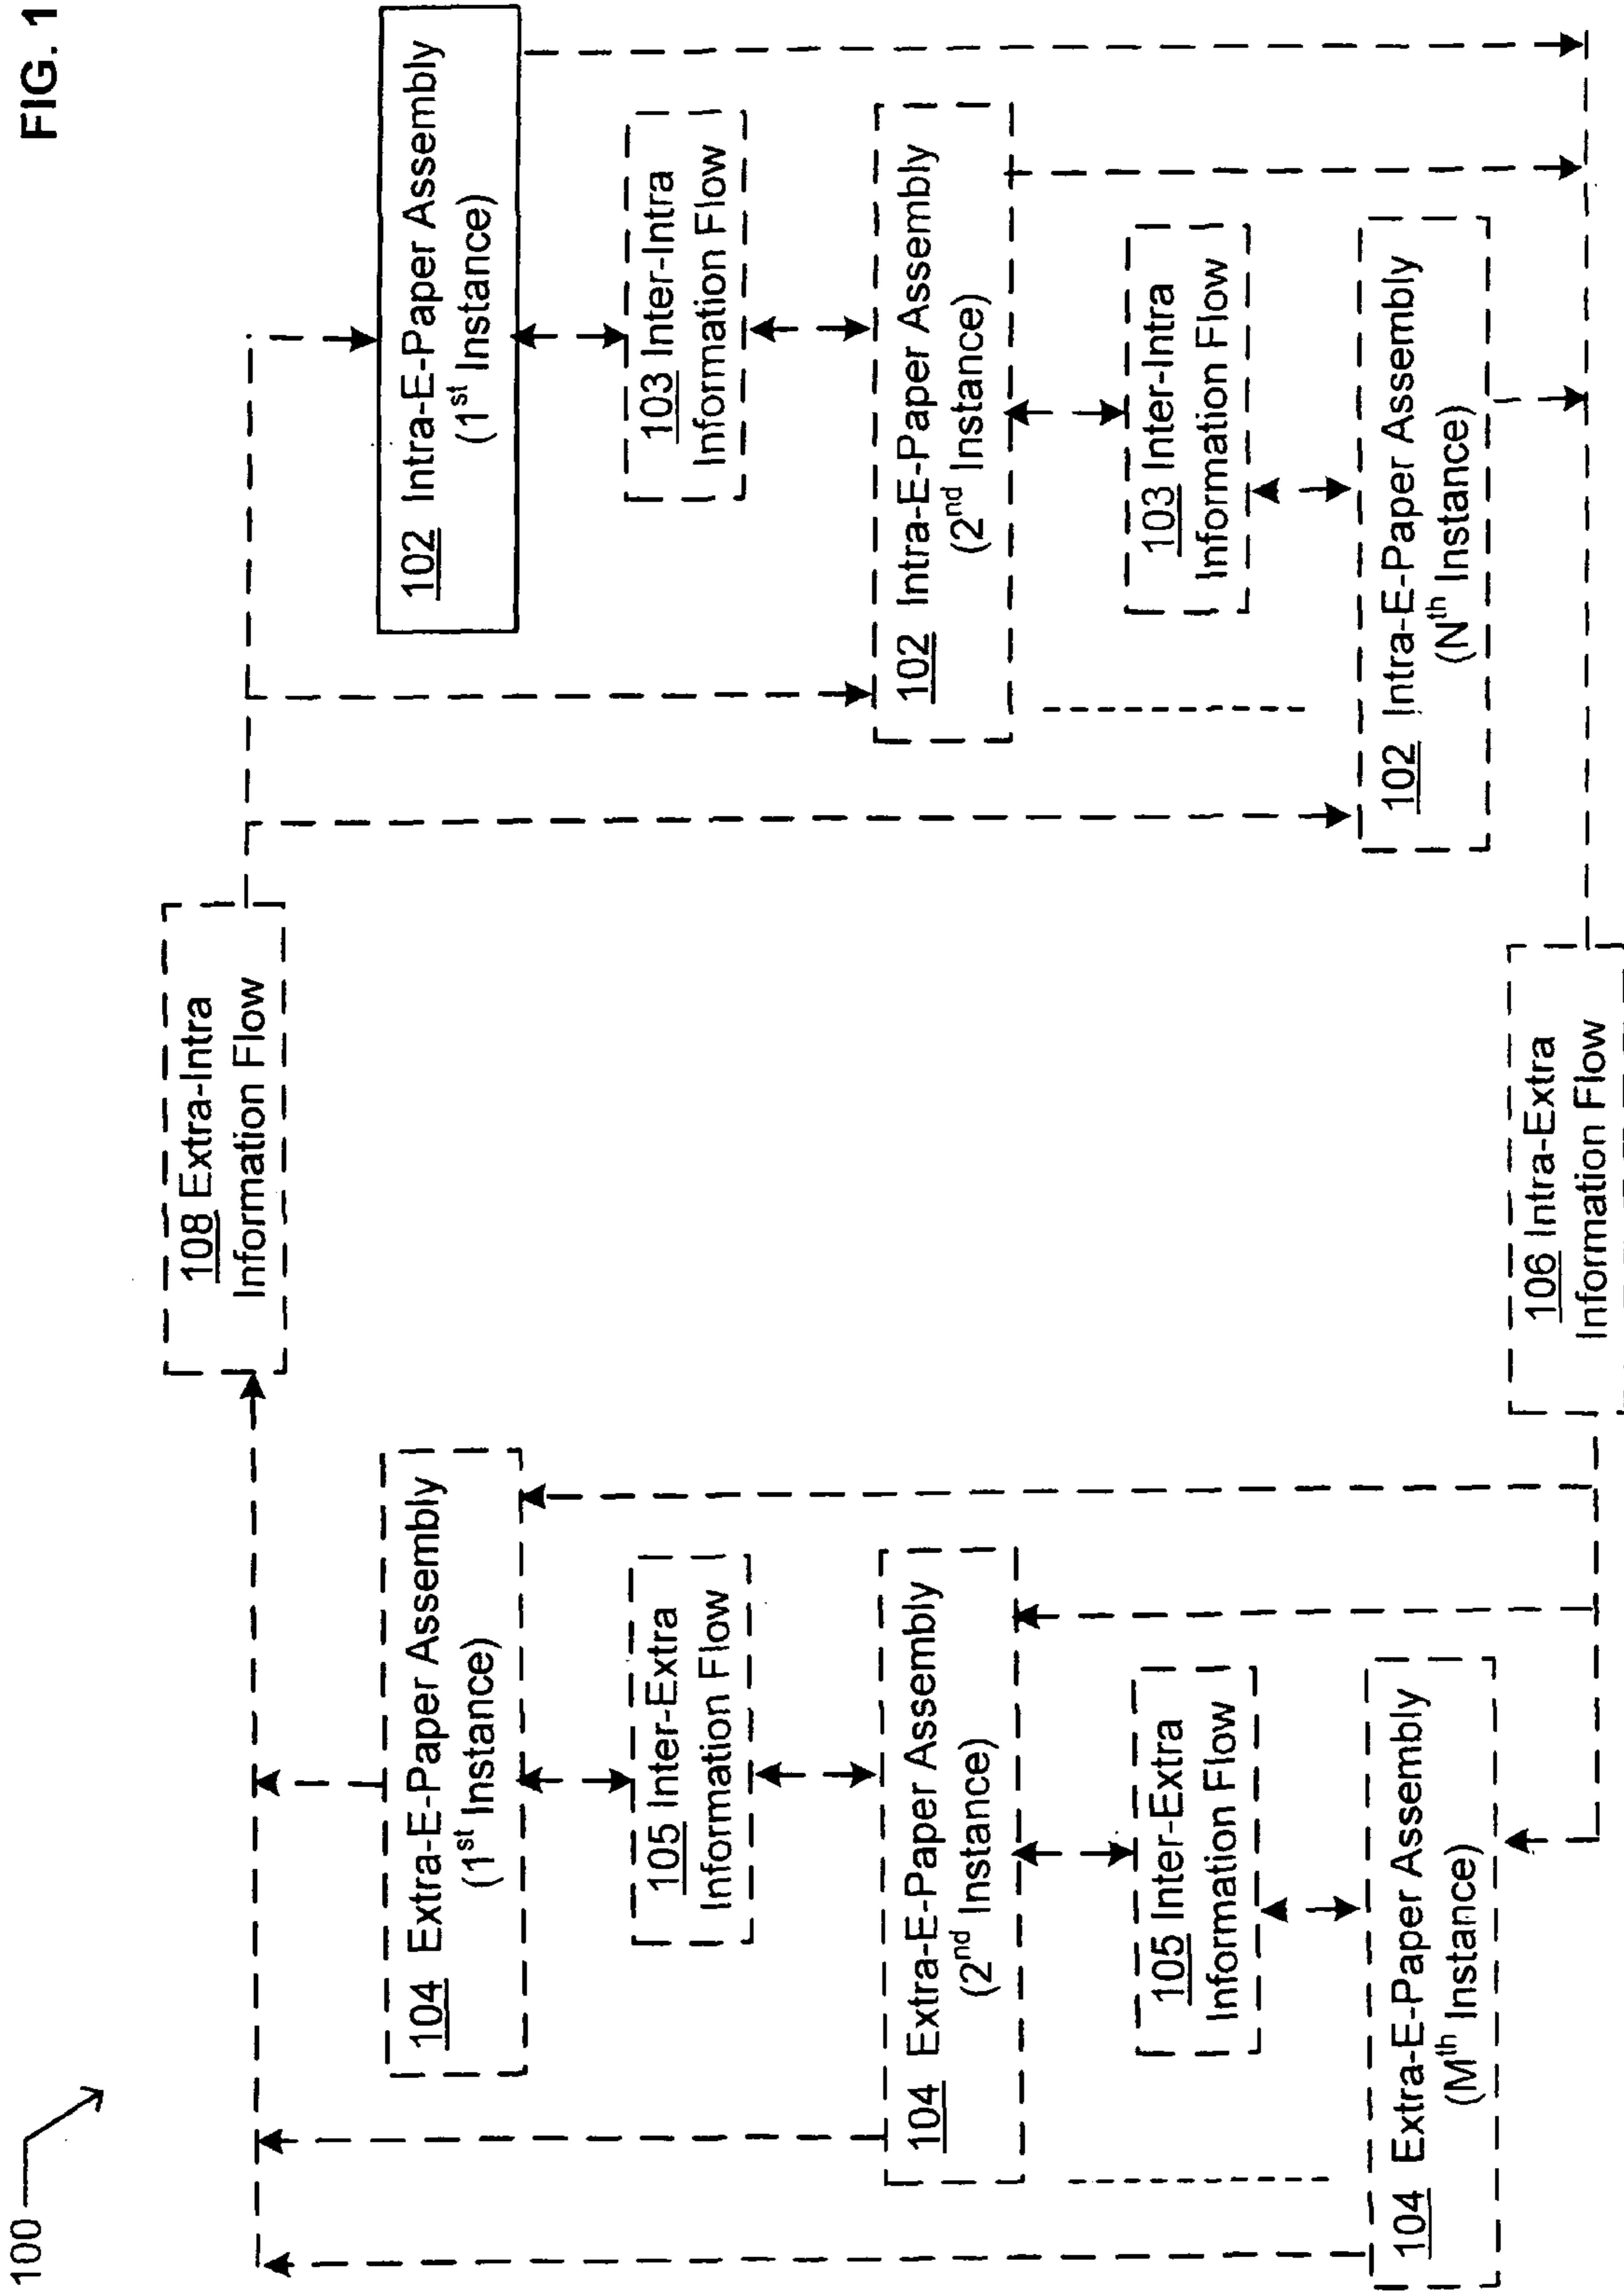 FIG. 1
100
108 Extra-Intra
Information Flow
104 Extra-E-Paper Assembly
(1st Instance)
102 Intra-E-Paper Assembly
(1st Instance)
105 Inter-Extra
Information Flow
103 Inter-Intra
Information Flow
104 Extra-E-Paper Assembly
(2nd Instance)
102 Intra-E-Paper Assembly
(2nd Instance)
105 Inter-Extra
Information Flow
103 Inter-Intra
Information Flow
104 Extra-E-Paper Assembly
(Mth Instance)
102 Intra-E-Paper Assembly
(Nth Instance)
106 Intra-Extra
Information Flow